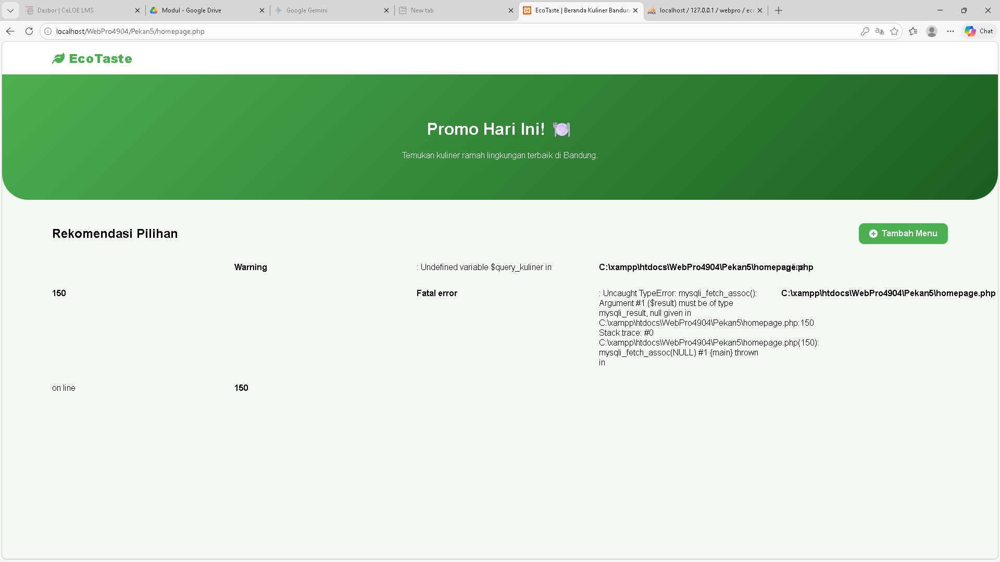 Dasbor | CeLOE LMS
Modul - Google Drive
Google Gemini
New tab
EcoTaste | Beranda Kuliner Bandun
localhost / 127.0.0.1 / webpro / ecc
localhost/WebPro4904/Pekan5/homepage.php
Chat
EcoTaste
Promo Hari Ini!
Temukan kuliner ramah lingkungan terbaik di Bandung.
Rekomendasi Pilihan
Tambah Menu
Warning
: Undefined variable $query_kuliner in
C:\xampp\htdocs\WebPro4904\Pekan5\homepage.php
on line
150
Fatal error
: Uncaught TypeError: mysqli_fetch_assoc():
Argument #1 ($result) must be of type
mysqli_result, null given in
C:\xampp\htdocs\WebPro4904\Pekan5\homepage.php:150
Stack trace: #0
C:\xampp\htdocs\WebPro4904\Pekan5\homepage.php(150):
mysqli_fetch_assoc(NULL) #1 {main} thrown
in
C:\xampp\htdocs\WebPro4904\Pekan5\homepage.php
on line
150